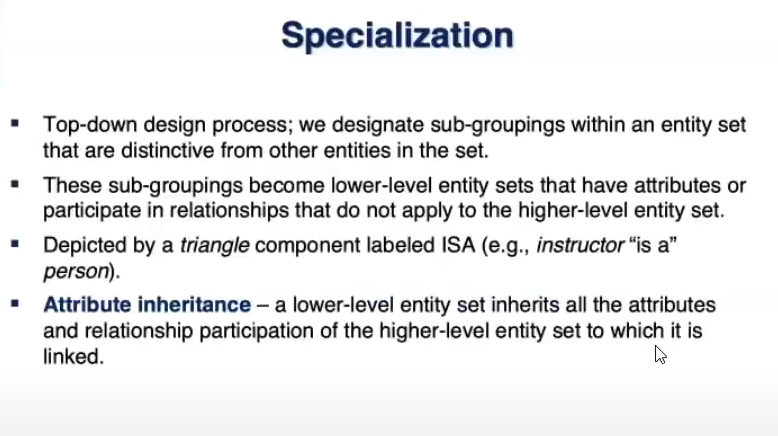 Specialization
▪ Top-down design process; we designate sub-groupings within an entity set
that are distinctive from other entities in the set.
▪ These sub-groupings become lower-level entity sets that have attributes or
participate in relationships that do not apply to the higher-level entity set.
▪ Depicted by a triangle component labeled ISA (e.g., instructor “is a”
person).
▪ Attribute inheritance – a lower-level entity set inherits all the attributes
and relationship participation of the higher-level entity set to which it is
linked.